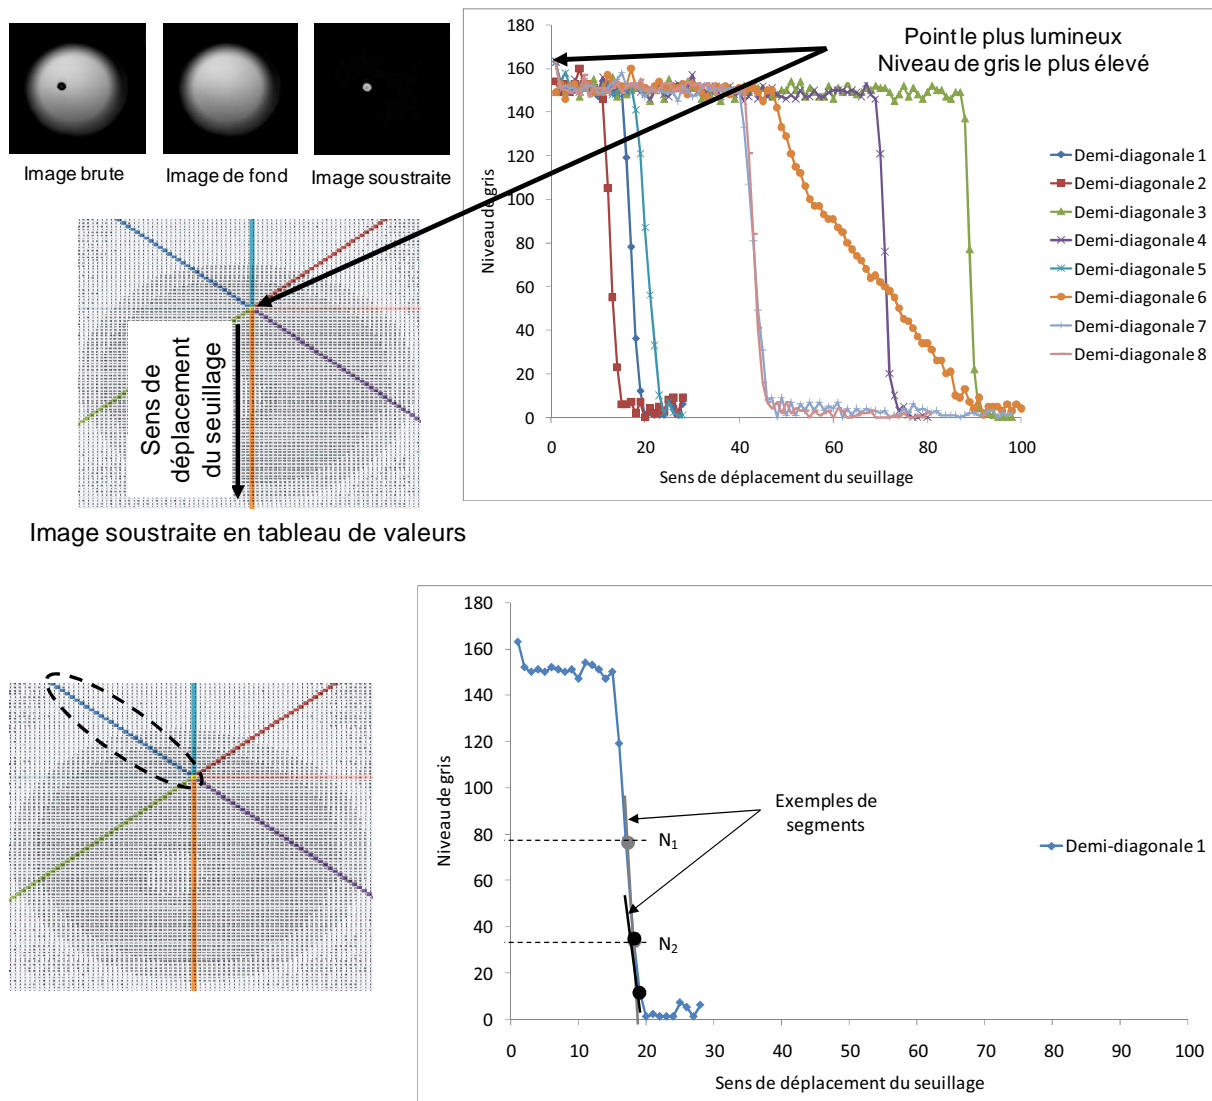 Image brute
Image de fond
Image soustraite
Sens de
déplacement
du seuillage
Image soustraite en tableau de valeurs
Point le plus lumineux
Niveau de gris le plus élevé
Niveau de gris
180
160
140
120
100
80
60
40
20
0
0 20 40 60 80 100
Sens de déplacement du seuillage
Demi-diagonale 1
Demi-diagonale 2
Demi-diagonale 3
Demi-diagonale 4
Demi-diagonale 5
Demi-diagonale 6
Demi-diagonale 7
Demi-diagonale 8
Niveau de gris
180
160
140
120
100
80
60
40
20
0
0 10 20 30 40 50 60 70 80 90 100
Sens de déplacement du seuillage
Exemples de
segments
N₁
N₂
Demi-diagonale 1